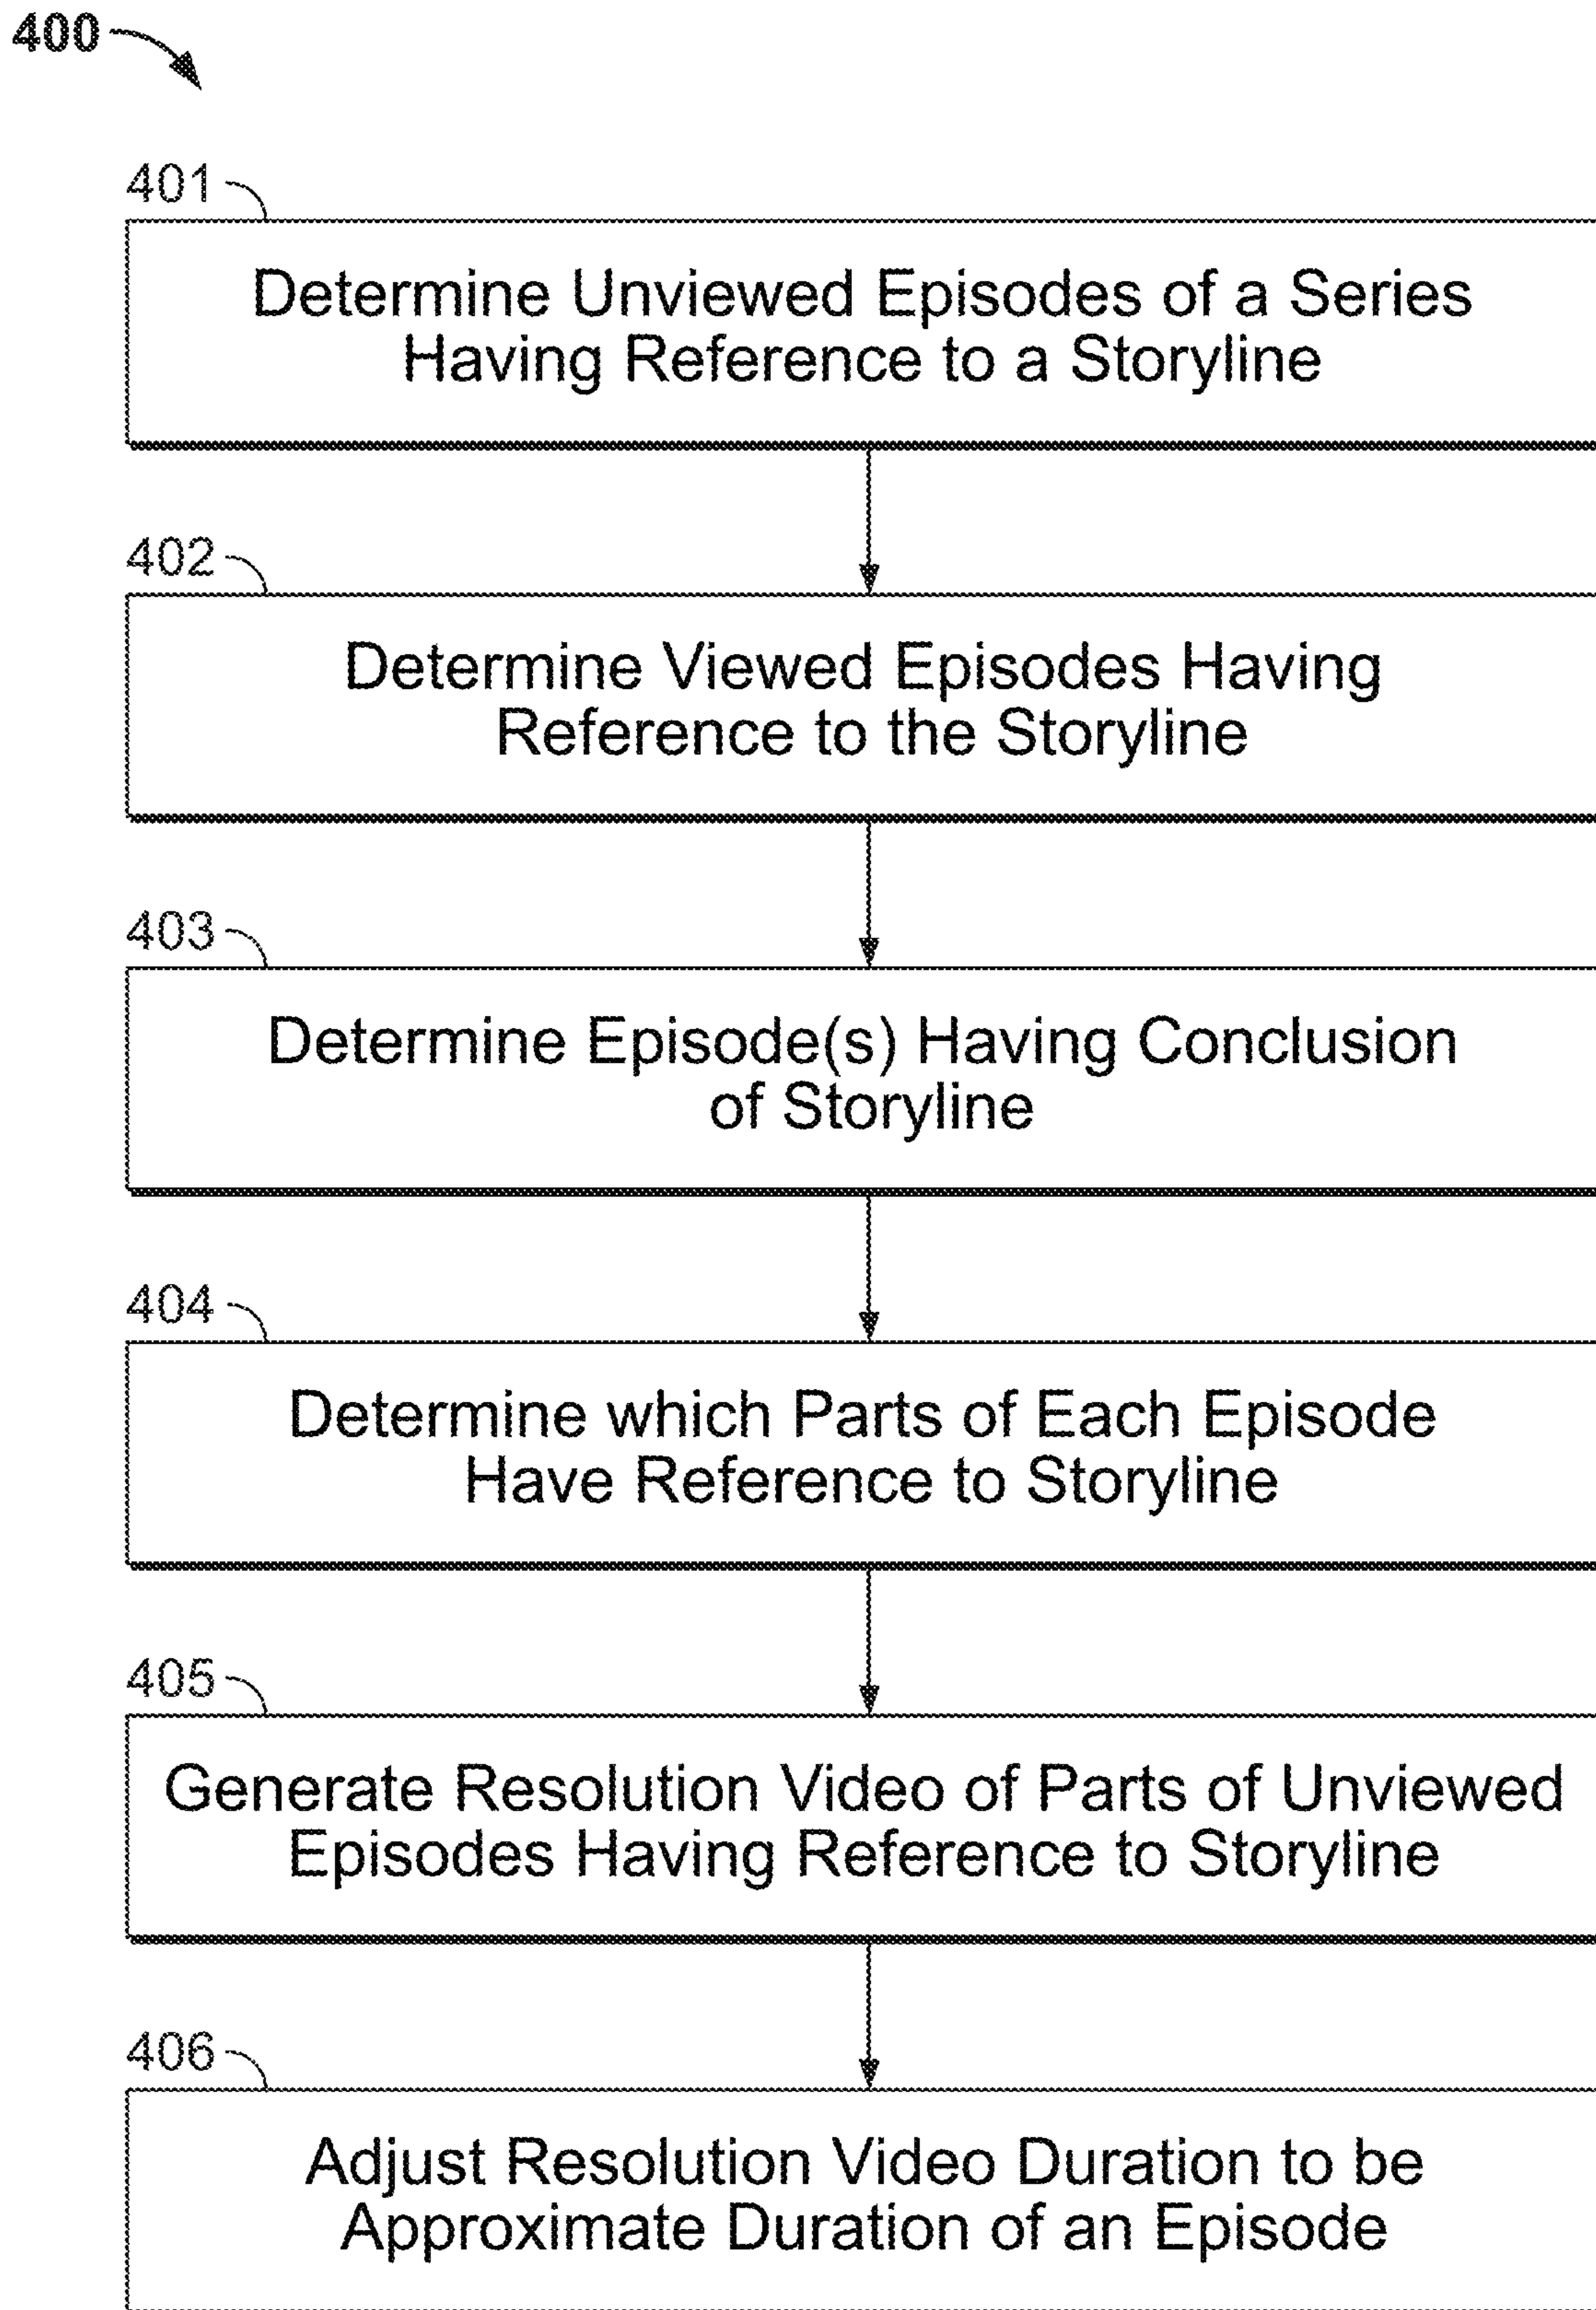 400
401
Determine Unviewed Episodes of a Series
Having Reference to a Storyline
402
Determine Viewed Episodes Having
Reference to the Storyline
403
Determine Episode(s) Having Conclusion
of Storyline
404
Determine which Parts of Each Episode
Have Reference to Storyline
405
Generate Resolution Video of Parts of Unviewed
Episodes Having Reference to Storyline
406
Adjust Resolution Video Duration to be
Approximate Duration of an Episode